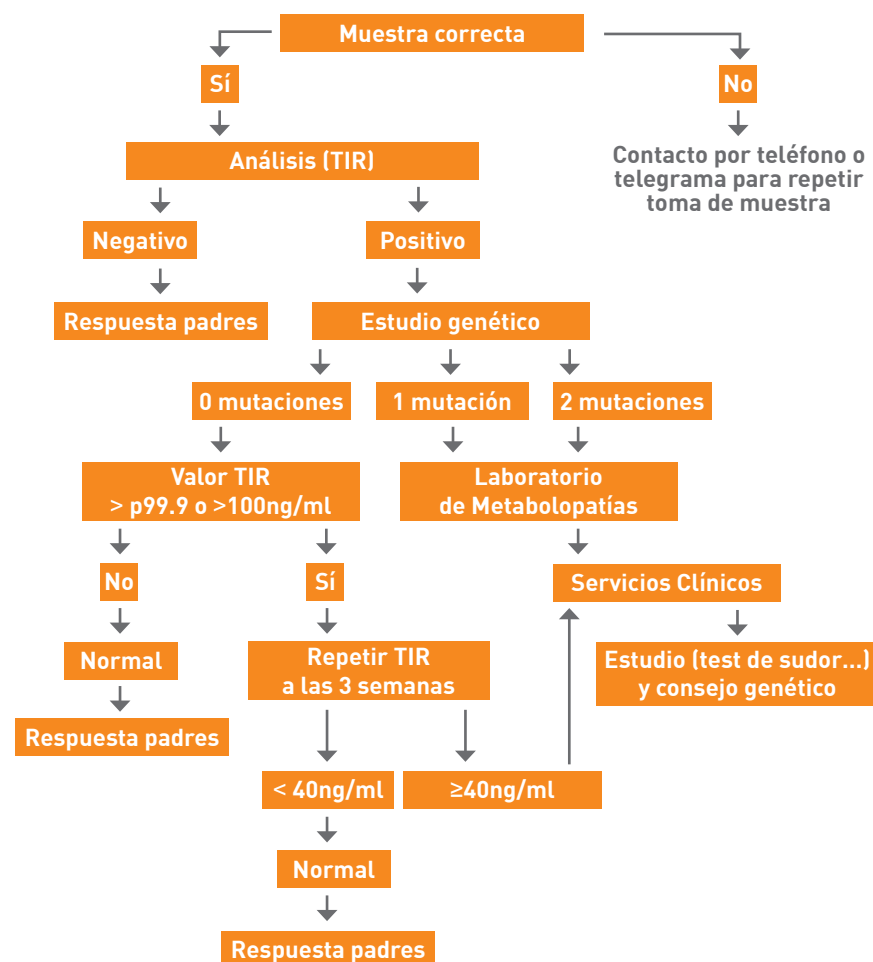 Muestra correcta
Sí
No
Análisis (TIR)
Contacto por teléfono o
telegrama para repetir
toma de muestra
Negativo
Positivo
Respuesta padres
Estudio genético
0 mutaciones
1 mutación
2 mutaciones
Valor TIR
> p99.9 o >100ng/ml
Laboratorio
de Metabolopatías
No
Sí
Servicios Clínicos
Normal
Repetir TIR
a las 3 semanas
Estudio (test de sudor...)
y consejo genético
Respuesta padres
< 40ng/ml
≥40ng/ml
Normal
Respuesta padres